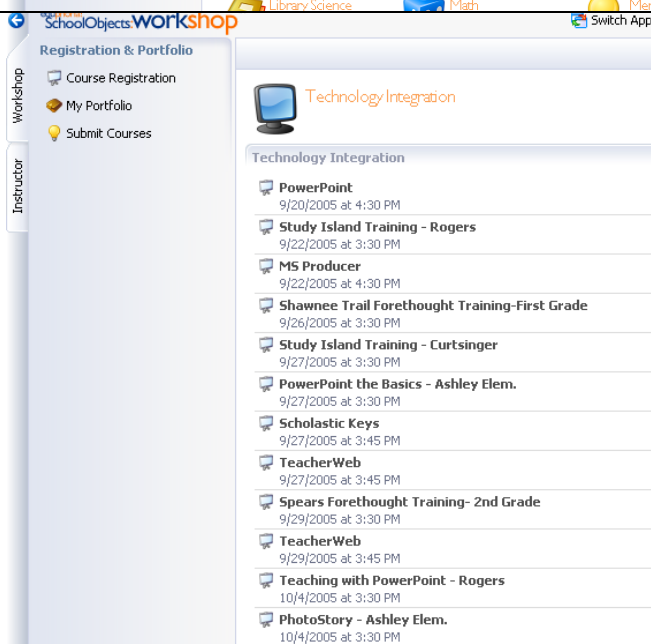 Library Science
Math
SchoolObjects:workshop
Switch App
Registration & Portfolio
Course Registration
My Portfolio
Submit Courses
Workshop
Instructor
Technology Integration
Technology Integration
PowerPoint
9/20/2005 at 4:30 PM
Study Island Training - Rogers
9/22/2005 at 3:30 PM
MS Producer
9/22/2005 at 4:30 PM
Shawnee Trail Forethought Training-First Grade
9/26/2005 at 3:30 PM
Study Island Training - Curtsinger
9/27/2005 at 3:30 PM
PowerPoint the Basics - Ashley Elem.
9/27/2005 at 3:30 PM
Scholastic Keys
9/27/2005 at 3:45 PM
TeacherWeb
9/27/2005 at 3:45 PM
Spears Forethought Training- 2nd Grade
9/29/2005 at 3:30 PM
TeacherWeb
9/29/2005 at 3:45 PM
Teaching with PowerPoint - Rogers
10/4/2005 at 3:30 PM
PhotoStory - Ashley Elem.
10/4/2005 at 3:30 PM